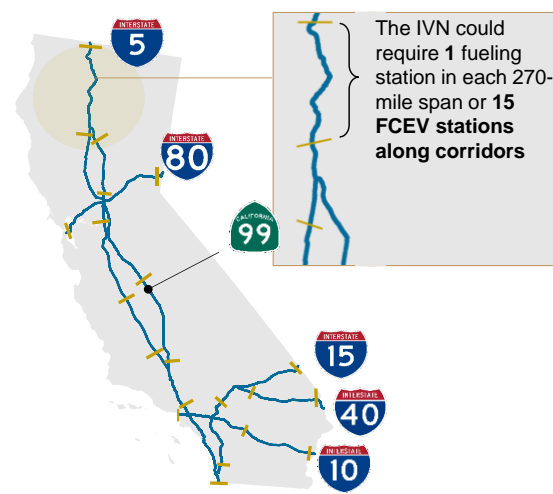 INTERSTATE
5
The IVN could
require 1 fueling
station in each 270-
mile span or 15
FCEV stations
along corridors
INTERSTATE
80
CALIFORNIA
99
INTERSTATE
15
INTERSTATE
40
INTERSTATE
10